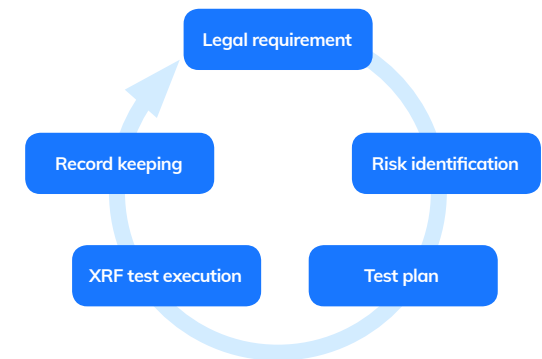 Legal requirement
Risk identification
Test plan
XRF test execution
Record keeping